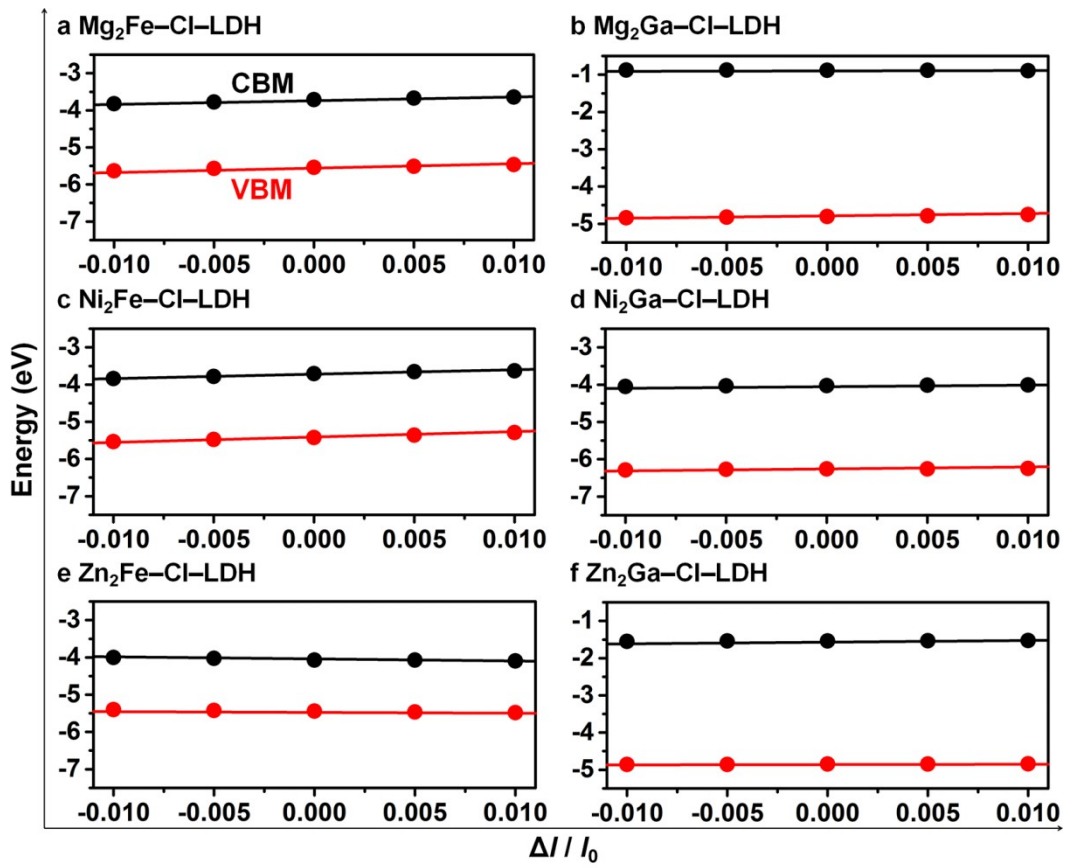 a Mg₂Fe–Cl–LDH
-3
CBM
-4
-5
-6
VBM
-7
-0.010 -0.005 0.000 0.005 0.010
b Mg₂Ga–Cl–LDH
-1
-2
-4
-5
-0.010 -0.005 0.000 0.005 0.010
c Ni₂Fe–Cl–LDH
-3
-4
-5
-6
-7
-0.010 -0.005 0.000 0.005 0.010
d Ni₂Ga–Cl–LDH
-3
-4
-6
-7
-0.010 -0.005 0.000 0.005 0.010
e Zn₂Fe–Cl–LDH
-3
-4
-5
-6
-7
-0.010 -0.005 0.000 0.005 0.010
f Zn₂Ga–Cl–LDH
-1
-2
-4
-5
-0.010 -0.005 0.000 0.005 0.010
Energy (eV)
Δl / l₀